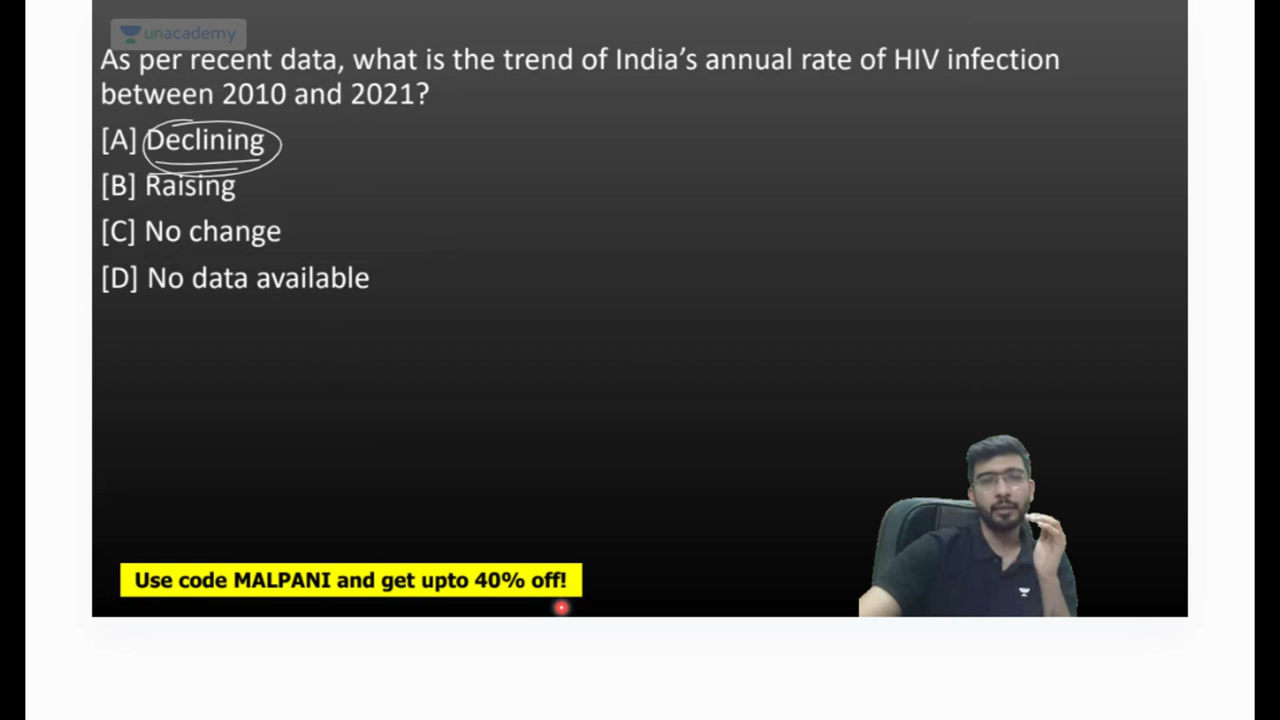 unacademy
As per recent data, what is the trend of India’s annual rate of HIV infection
between 2010 and 2021?
[A] Declining
[B] Raising
[C] No change
[D] No data available
Use code MALPANI and get upto 40% off!